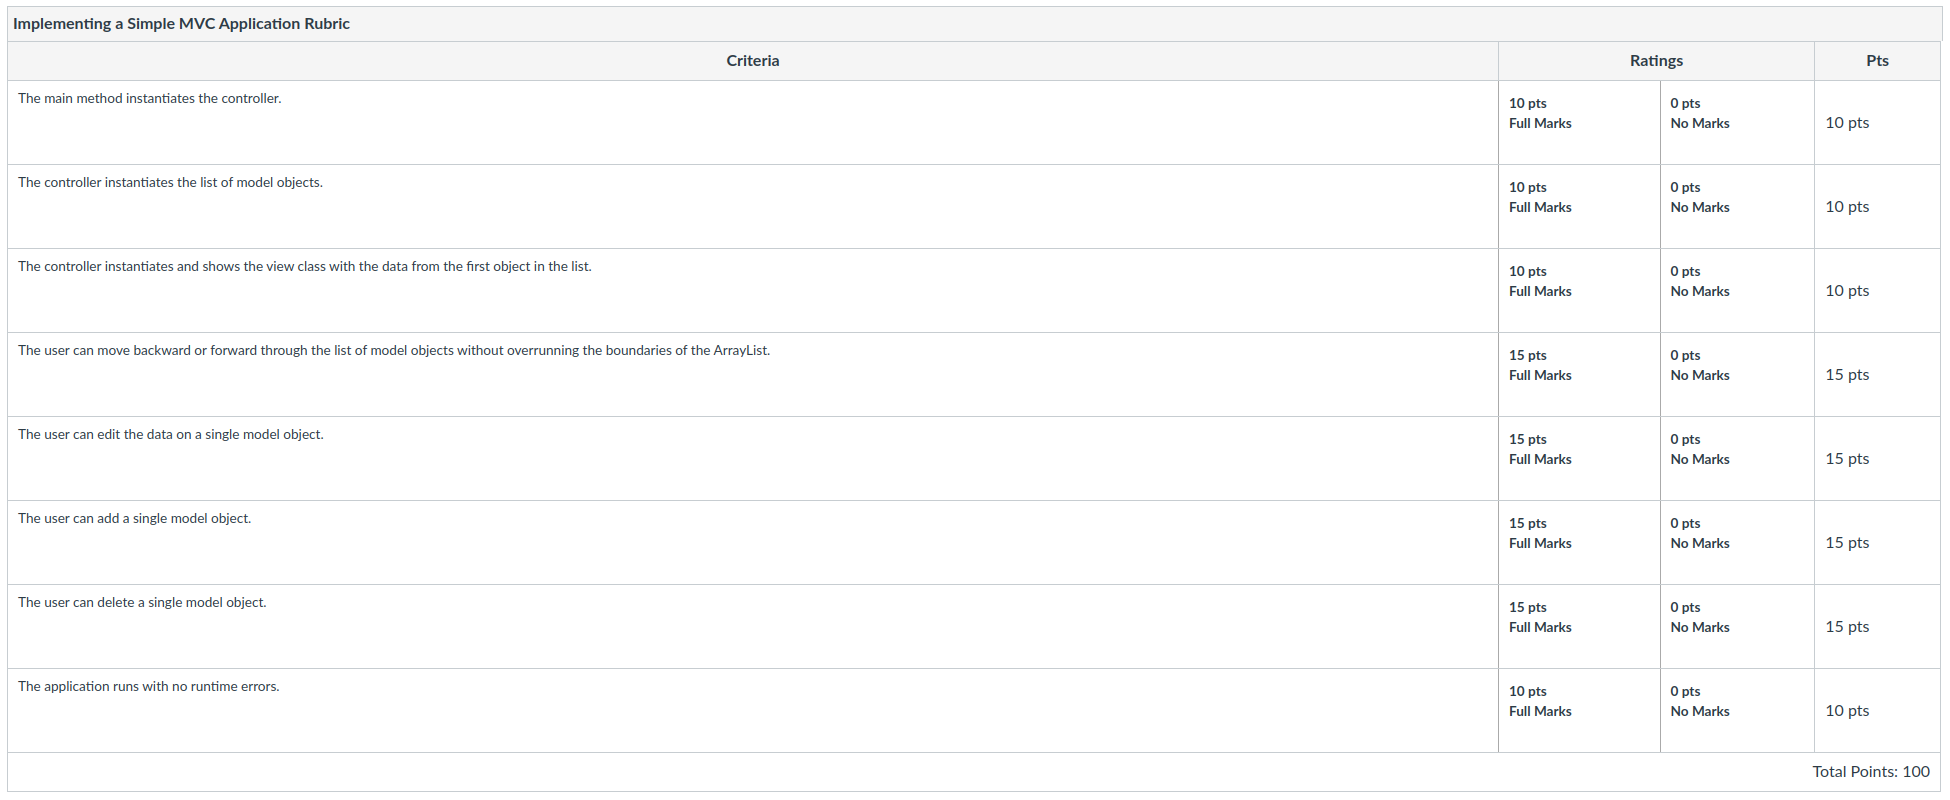 Implementing a Simple MVC Application Rubric
Criteria Ratings Pts
The main method instantiates the controller.
10 pts 0 pts
Full Marks No Marks
10 pts
The controller instantiates the list of model objects.
10 pts 0 pts
Full Marks No Marks
10 pts
The controller instantiates and shows the view class with the data from the first object in the list.
10 pts 0 pts
Full Marks No Marks
10 pts
The user can move backward or forward through the list of model objects without overrunning the boundaries of the ArrayList.
15 pts 0 pts
Full Marks No Marks
15 pts
The user can edit the data on a single model object.
15 pts 0 pts
Full Marks No Marks
15 pts
The user can add a single model object.
15 pts 0 pts
Full Marks No Marks
15 pts
The user can delete a single model object.
15 pts 0 pts
Full Marks No Marks
15 pts
The application runs with no runtime errors.
10 pts 0 pts
Full Marks No Marks
10 pts
Total Points: 100